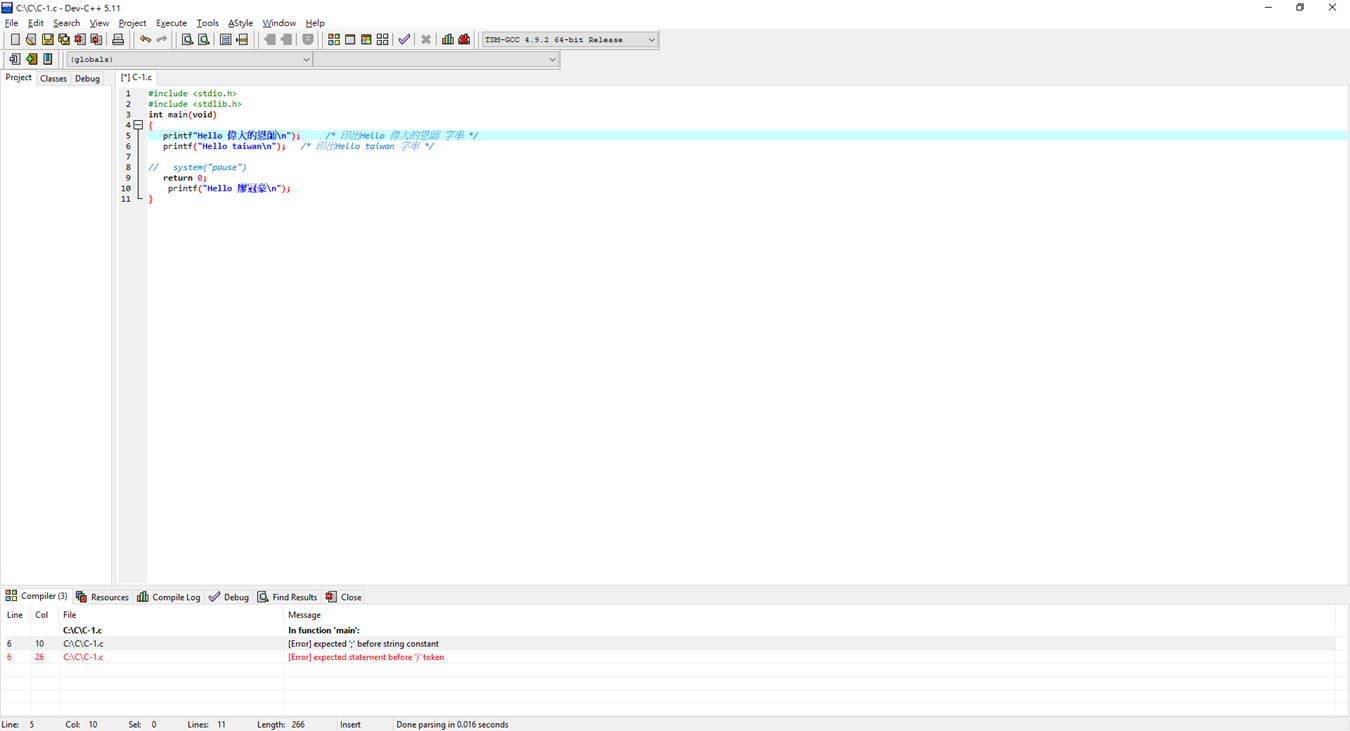 C:\C\C-1.c - Dev-C++ 5.11
File Edit Search View Project Execute Tools AStyle Window Help
TDM-GCC 4.9.2 64-bit Release
(globals)
Project Classes Debug
[*] C-1.c
1 #include <stdio.h>
2 #include <stdlib.h>
3 int main(void)
4 {
5 printf"Hello 偉大的恩師\n"); /* 印出Hello 偉大的恩師 字串 */
6 printf("Hello taiwan\n"); /* 印出Hello taiwan 字串 */
7
8 // system("pause")
9 return 0;
10 printf("Hello 廖冠豪\n");
11 }
Compiler (3) Resources Compile Log Debug Find Results Close
Line Col File Message
C:\C\C-1.c In function 'main':
6 10 C:\C\C-1.c [Error] expected ';' before string constant
6 26 C:\C\C-1.c [Error] expected statement before ')' token
Line: 5 Col: 10 Sel: 0 Lines: 11 Length: 266 Insert Done parsing in 0.016 seconds